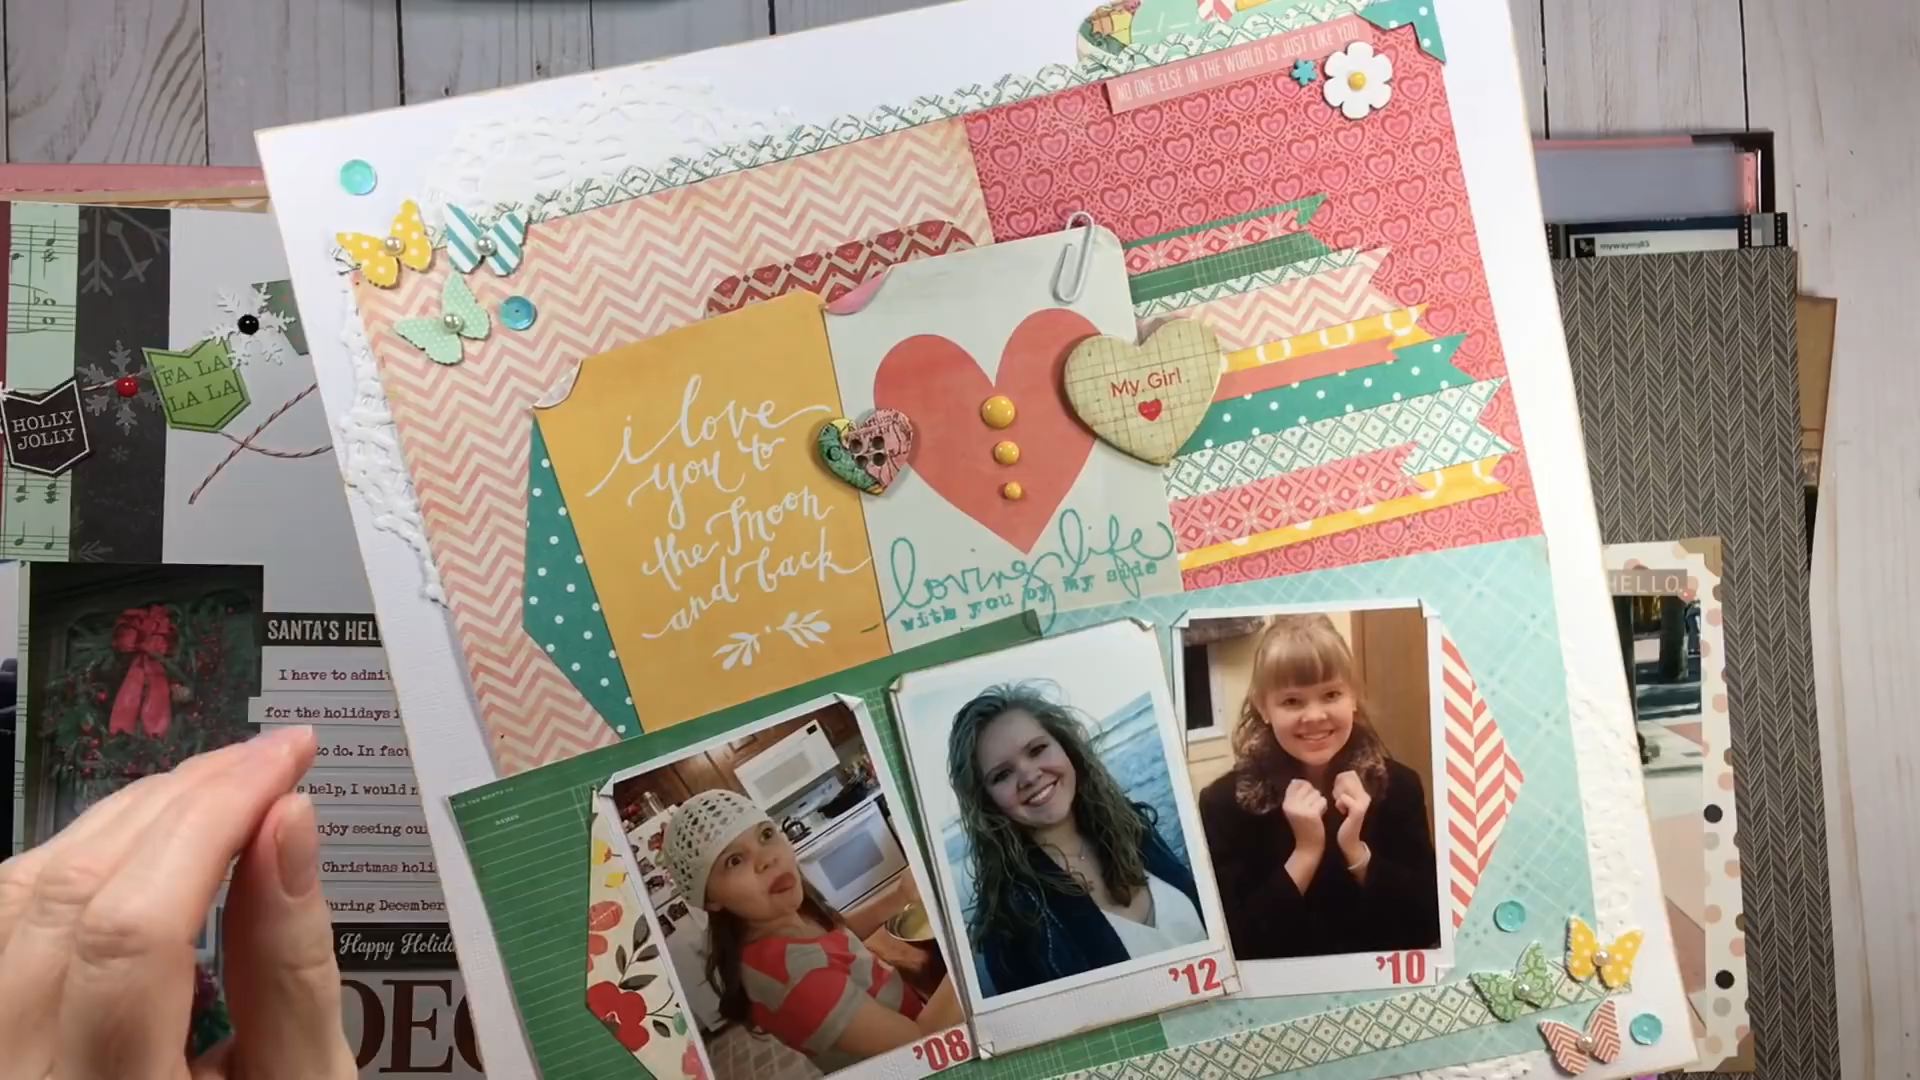 NO ONE ELSE IN THE WORLD IS JUST LIKE YOU
mywaymy83
FA LA
LA LA
HOLLY
JOLLY
i love
you to
the moon
and back
My Girl
loving life
with you by my side
HELLO
SANTA'S HEL
I have to admi
for the holidays
to do. In fac
help, I would
njoy seeing ou
Christmas holi
during December
Happy Holid
DEC
NAMES
'08
'12
'10